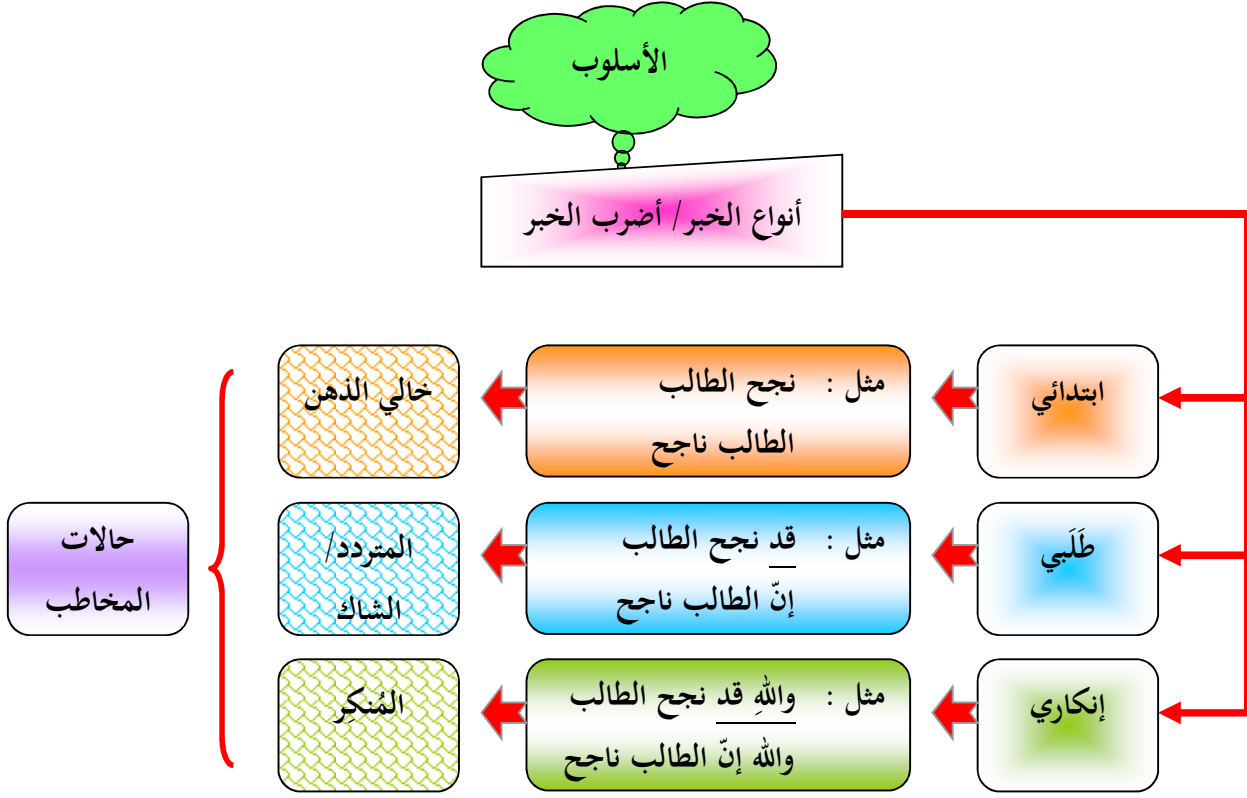 الأسلوب
أنواع الخبر/ أضرب الخبر
ابتدائي
مثل : نجح الطالب
الطالب ناجح
خالي الذهن
طَلَبي
مثل : قد نجح الطالب
إنّ الطالب ناجح
المتردد/
الشاك
إنكاري
مثل : واللهِ قد نجح الطالب
والله إنّ الطالب ناجح
المُنكِر
حالات
المخاطب